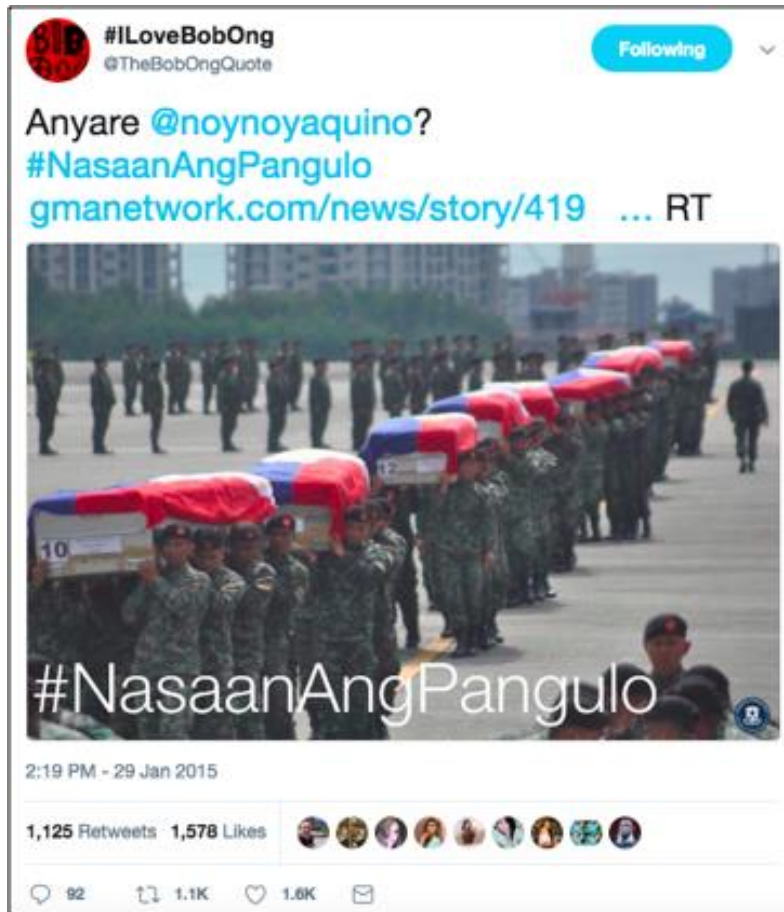 #ILoveBobOng
@TheBobOngQuote
Following
Anyare @noynoyaquino?
#NasaanAngPangulo
gmanetwork.com/news/story/419 ... RT
12
10
#NasaanAngPangulo
2:19 PM - 29 Jan 2015
1,125 Retweets 1,578 Likes
92 1.1K 1.6K